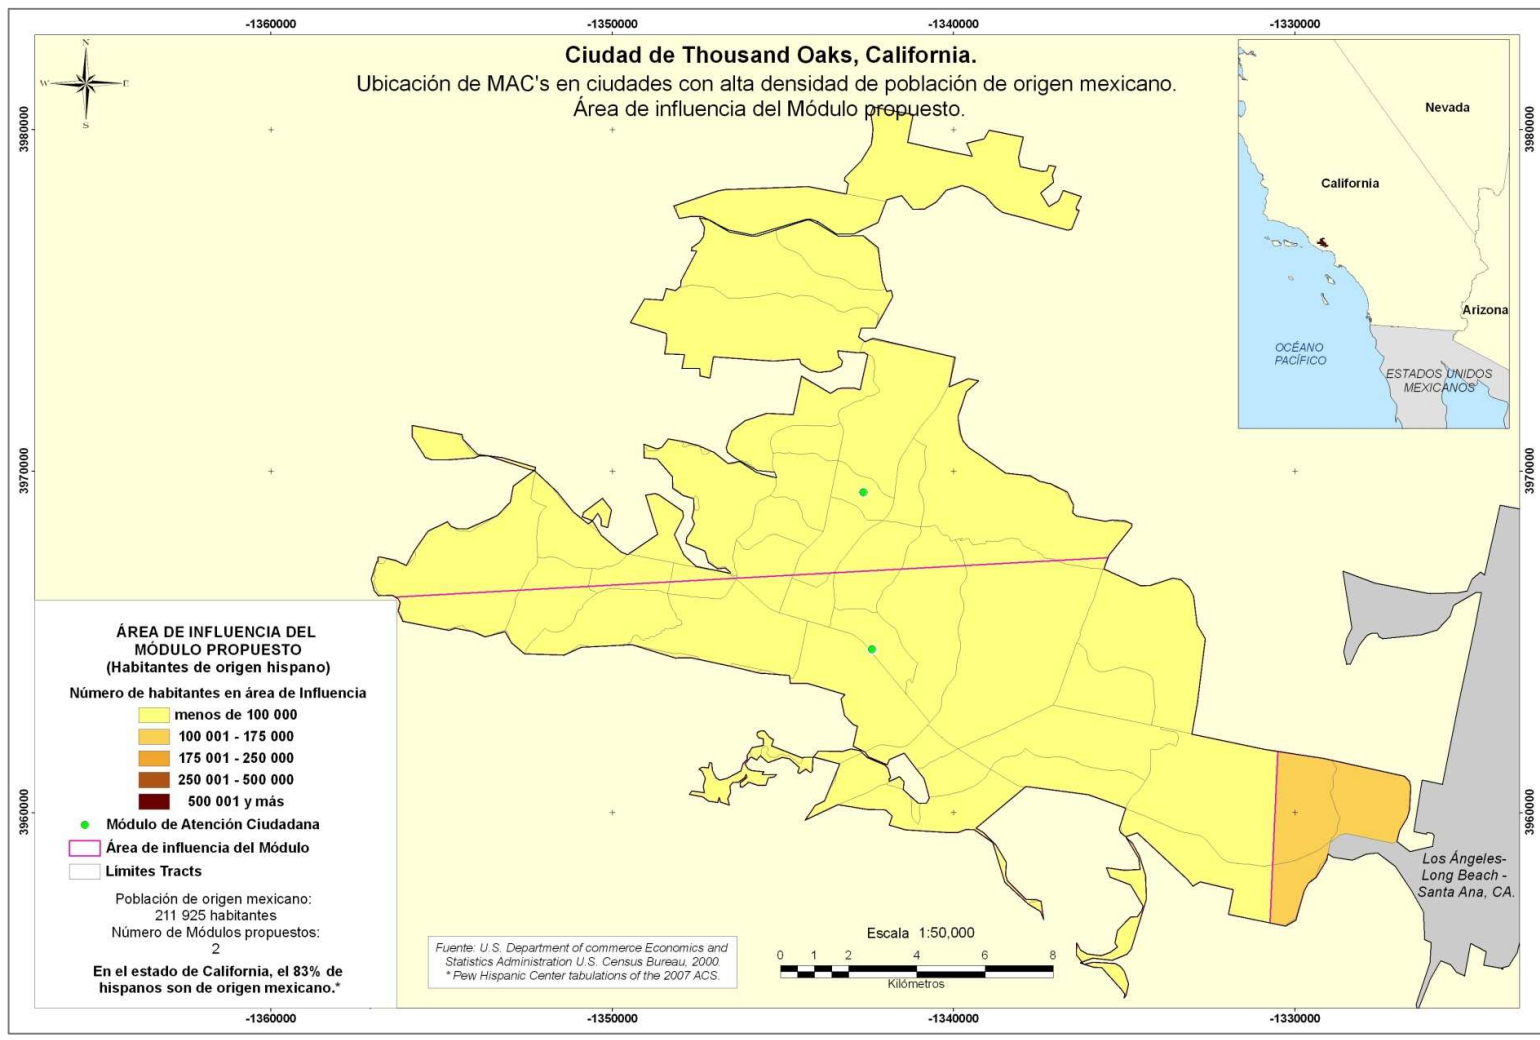 -1360000
-1350000
-1340000
-1330000
N
W
E
S
Ciudad de Thousand Oaks, California.
Ubicación de MAC's en ciudades con alta densidad de población de origen mexicano.
Área de influencia del Módulo propuesto.
3980000
3980000
Nevada
California
Arizona
OCÉANO
PACÍFICO
ESTADOS UNIDOS
MEXICANOS
3970000
3970000
ÁREA DE INFLUENCIA DEL
MÓDULO PROPUESTO
(Habitantes de origen hispano)
Número de habitantes en área de Influencia
menos de 100 000
100 001 - 175 000
175 001 - 250 000
250 001 - 500 000
500 001 y más
Módulo de Atención Ciudadana
Área de influencia del Módulo
Límites Tracts
Población de origen mexicano:
211 925 habitantes
Número de Módulos propuestos:
2
En el estado de California, el 83% de
hispanos son de origen mexicano.*
3960000
3960000
Los Ángeles-
Long Beach -
Santa Ana, CA.
Fuente: U.S. Department of commerce Economics and
Statistics Administration U.S. Census Bureau, 2000.
* Pew Hispanic Center tabulations of the 2007 ACS.
Escala 1:50,000
0 1 2 4 6 8
Kilómetros
-1360000
-1350000
-1340000
-1330000